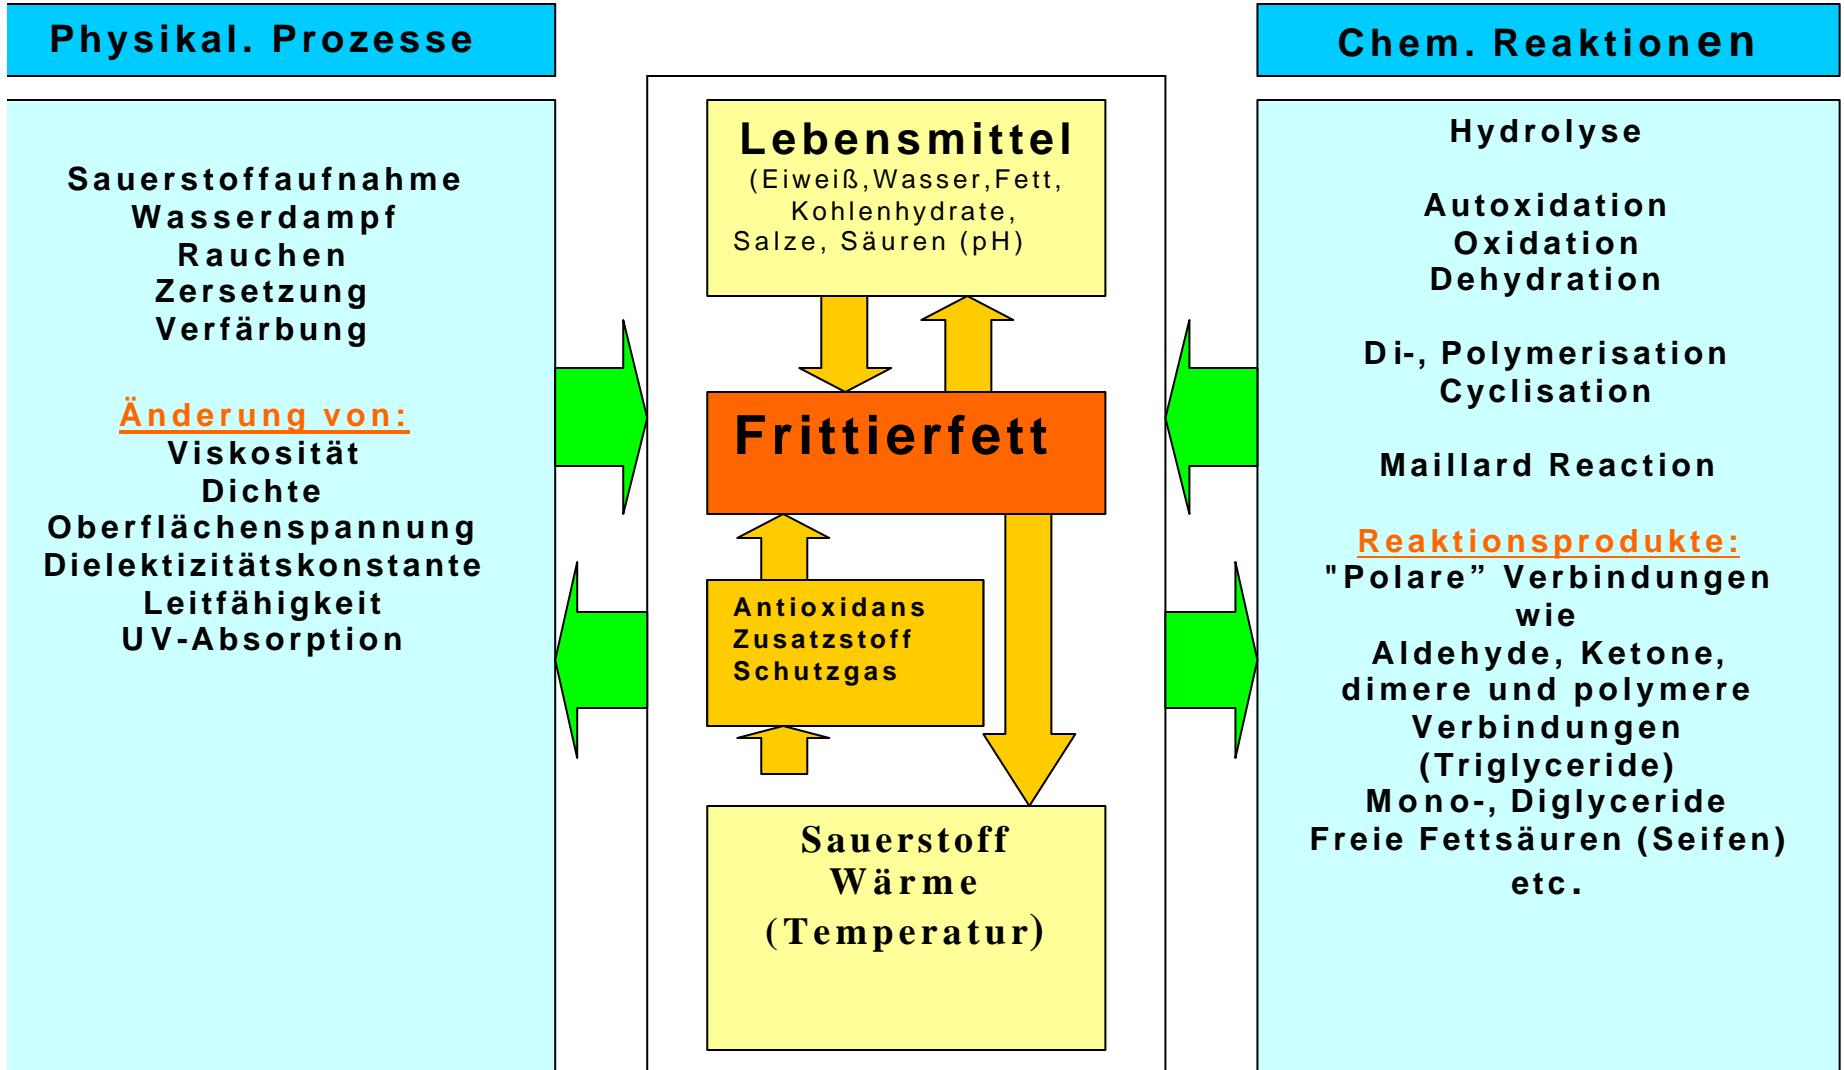 Physikal. Prozesse
Sauerstoffaufnahme
Wasserdampf
Rauchen
Zersetzung
Verfärbung
Änderung von:
Viskosität
Dichte
Oberflächenspannung
Dielektizitätskonstante
Leitfähigkeit
UV-Absorption
Lebensmittel
(Eiweiß,Wasser,Fett,
Kohlenhydrate,
Salze, Säuren (pH)
Frittierfett
Antioxidans
Zusatzstoff
Schutzgas
Sauerstoff
Wärme
(Temperatur)
Chem. Reaktionen
Hydrolyse
Autoxidation
Oxidation
Dehydration
Di-, Polymerisation
Cyclisation
Maillard Reaction
Reaktionsprodukte:
"Polare” Verbindungen
wie
Aldehyde, Ketone,
dimere und polymere
Verbindungen
(Triglyceride)
Mono-, Diglyceride
Freie Fettsäuren (Seifen)
etc.